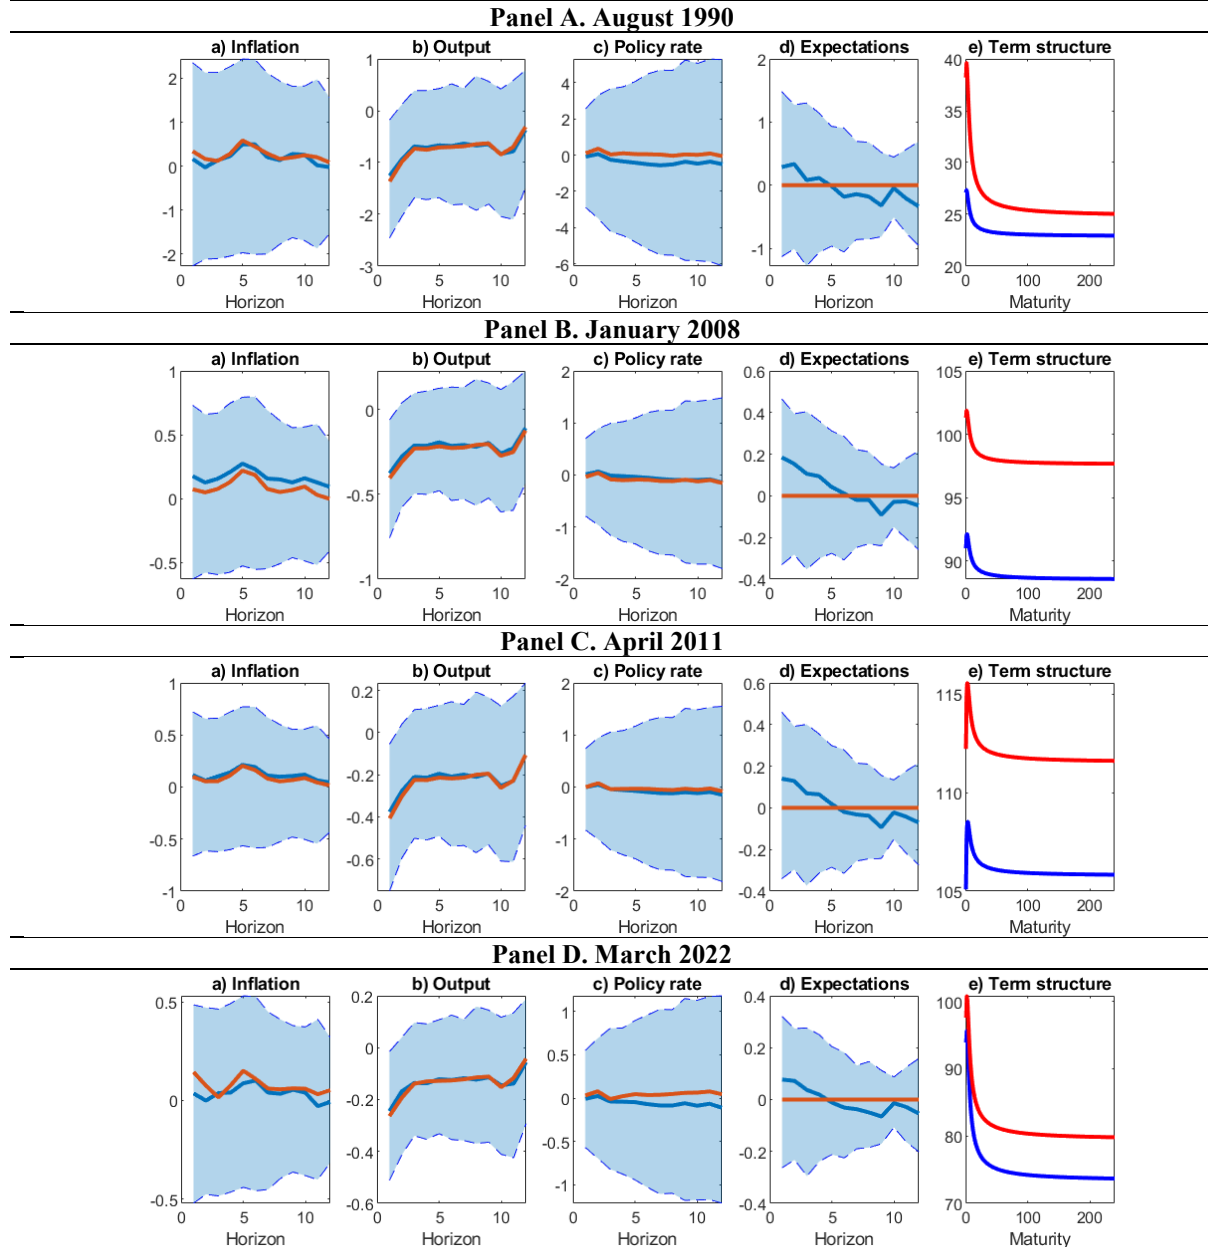 Panel A. August 1990
a) Inflation b) Output c) Policy rate d) Expectations e) Term structure
2 1 0 -1 -2
1 0 -1 -2 -3
4 2 0 -2 -4 -6
2 1 0 -1
40 35 30 25 20
0 5 10 0 5 10 0 5 10 0 5 10 0 100 200
Horizon Horizon Horizon Horizon Maturity
Panel B. January 2008
a) Inflation b) Output c) Policy rate d) Expectations e) Term structure
1 0.5 0 -0.5
0 -0.5 -1
2 1 0 -1 -2
0.6 0.4 0.2 0 -0.2 -0.4
105 100 95 90
0 5 10 0 5 10 0 5 10 0 5 10 0 100 200
Horizon Horizon Horizon Horizon Maturity
Panel C. April 2011
a) Inflation b) Output c) Policy rate d) Expectations e) Term structure
1 0.5 0 -0.5 -1
0.2 0 -0.2 -0.4 -0.6
2 1 0 -1 -2
0.6 0.4 0.2 0 -0.2 -0.4
115 110 105
0 5 10 0 5 10 0 5 10 0 5 10 0 100 200
Horizon Horizon Horizon Horizon Maturity
Panel D. March 2022
a) Inflation b) Output c) Policy rate d) Expectations e) Term structure
0.5 0 -0.5
0.2 0 -0.2 -0.4 -0.6
1 0.5 0 -0.5 -1
0.4 0.2 0 -0.2 -0.4
100 90 80 70
0 5 10 0 5 10 0 5 10 0 5 10 0 100 200
Horizon Horizon Horizon Horizon Maturity